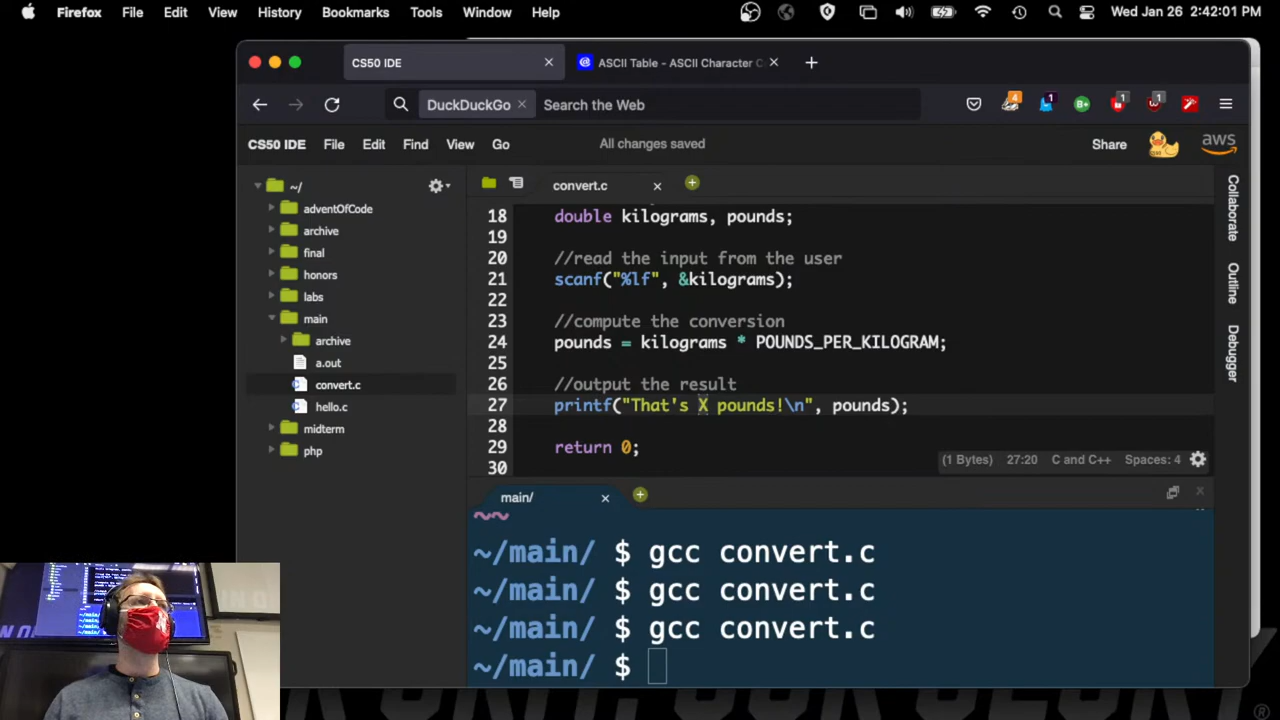 Firefox File Edit View History Bookmarks Tools Window Help Wed Jan 26 2:42:01 PM
CS50 IDE ASCII Table - ASCII Character C
DuckDuckGo Search the Web 4 1 B+ 1 1
CS50 IDE File Edit Find View Go All changes saved Share aws
~/
adventOfCode
archive
final
honors
labs
main
archive
a.out
convert.c
hello.c
midterm
php
convert.c
18 double kilograms, pounds;
19
20 //read the input from the user
21 scanf("%lf", &kilograms);
22
23 //compute the conversion
24 pounds = kilograms * POUNDS_PER_KILOGRAM;
25
26 //output the result
27 printf("That's X pounds!\n", pounds);
28
29 return 0;
30
(1 Bytes) 27:20 C and C++ Spaces: 4
Collaborate
Outline
Debugger
main/
~~
~/main/ $ gcc convert.c
~/main/ $ gcc convert.c
~/main/ $ gcc convert.c
~/main/ $